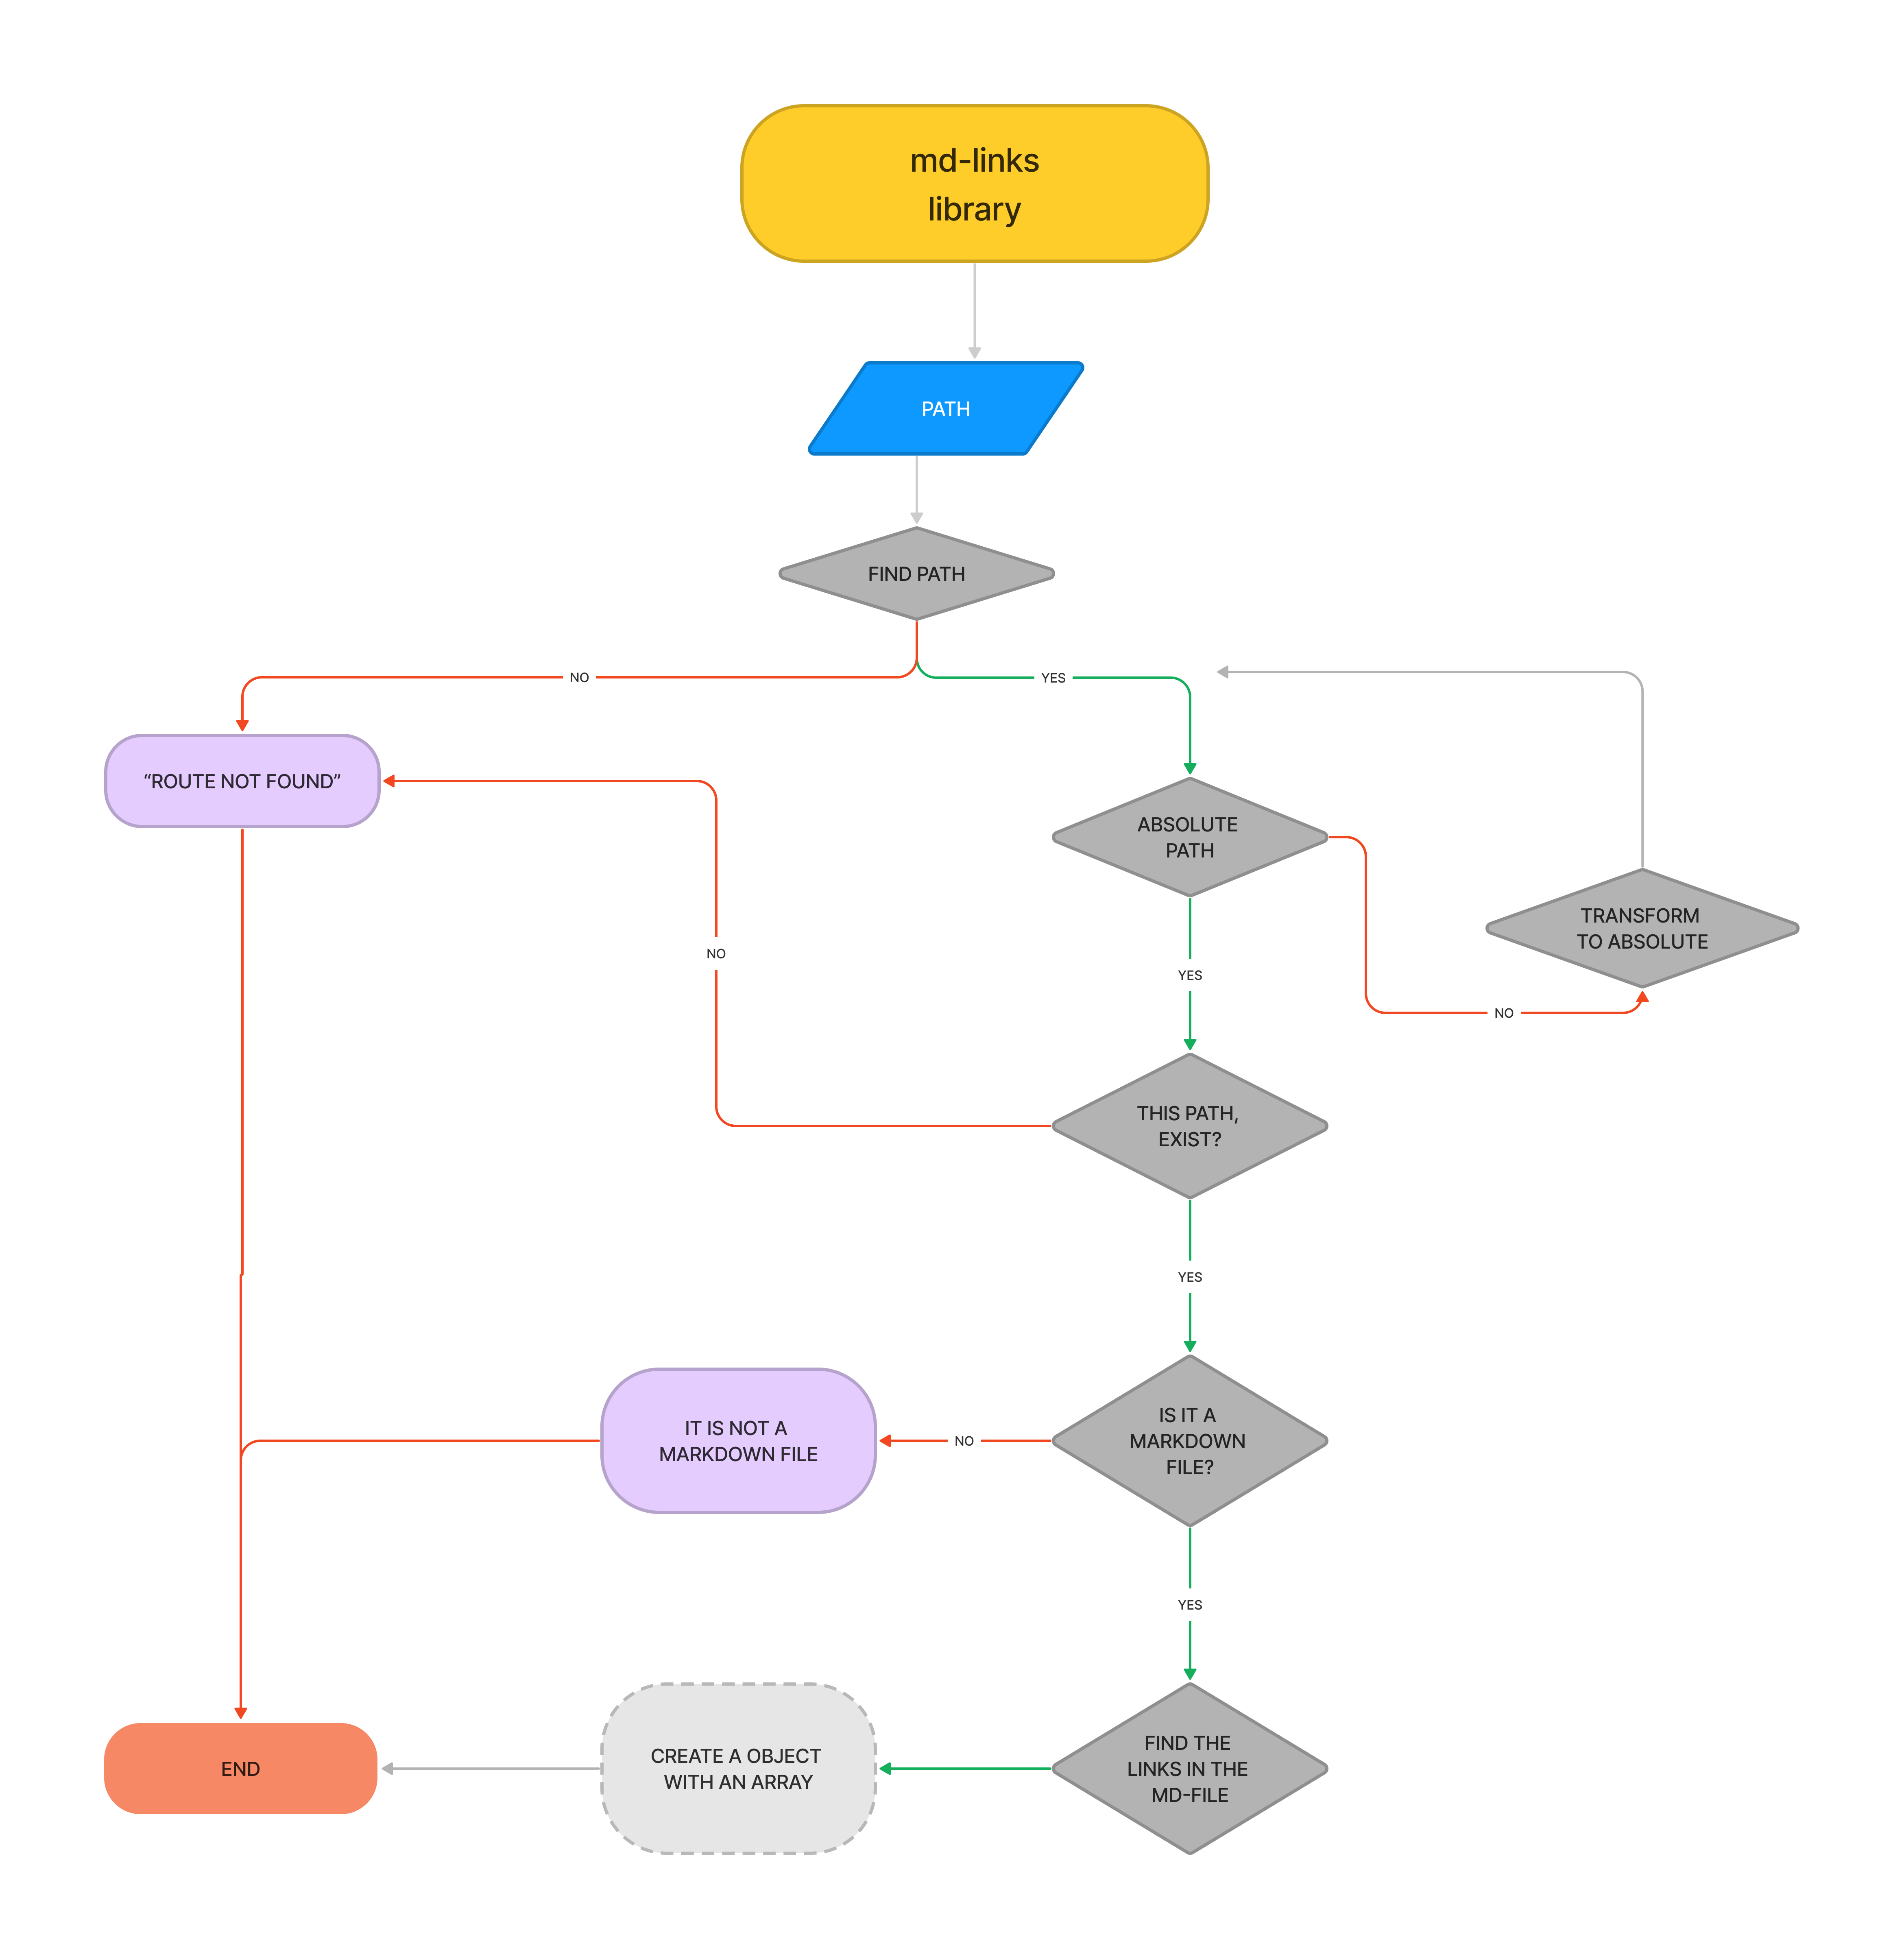 md-links
library
PATH
FIND PATH
NO
YES
“ROUTE NOT FOUND”
ABSOLUTE
PATH
TRANSFORM
TO ABSOLUTE
NO
YES
NO
THIS PATH,
EXIST?
YES
IS IT A
MARKDOWN
FILE?
NO
IT IS NOT A
MARKDOWN FILE
YES
FIND THE
LINKS IN THE
MD-FILE
CREATE A OBJECT
WITH AN ARRAY
END